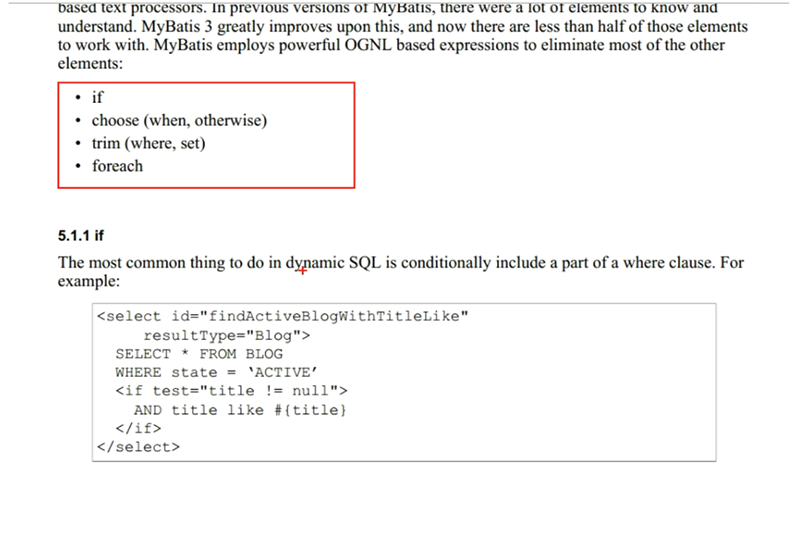 based text processors. In previous versions of MyBatis, there were a lot of elements to know and
understand. MyBatis 3 greatly improves upon this, and now there are less than half of those elements
to work with. MyBatis employs powerful OGNL based expressions to eliminate most of the other
elements:
• if
• choose (when, otherwise)
• trim (where, set)
• foreach
5.1.1 if
The most common thing to do in dynamic SQL is conditionally include a part of a where clause. For
example:
<select id="findActiveBlogWithTitleLike"
resultType="Blog">
SELECT * FROM BLOG
WHERE state = ‘ACTIVE’
<if test="title != null">
AND title like #{title}
</if>
</select>